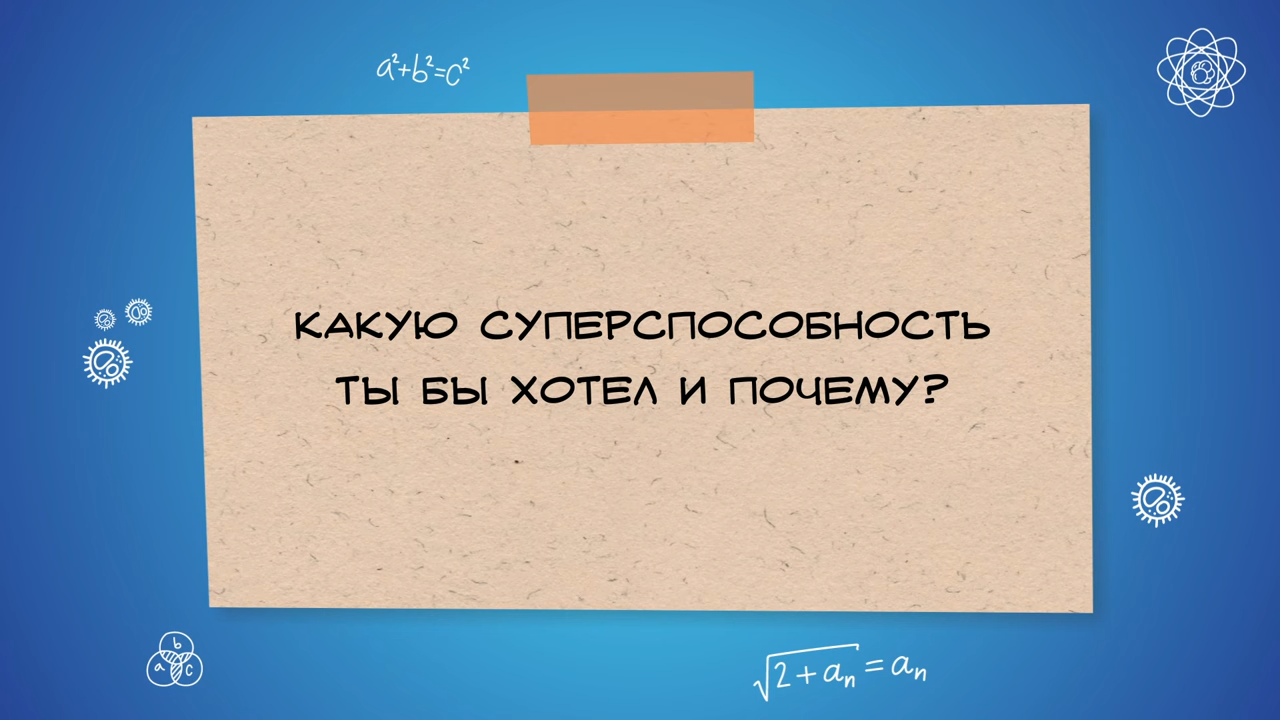 a²+b²=c²
КАКУЮ СУПЕРСПОСОБНОСТЬ
ТЫ БЫ ХОТЕЛ И ПОЧЕМУ?
b
a c
√2+aₙ = aₙ